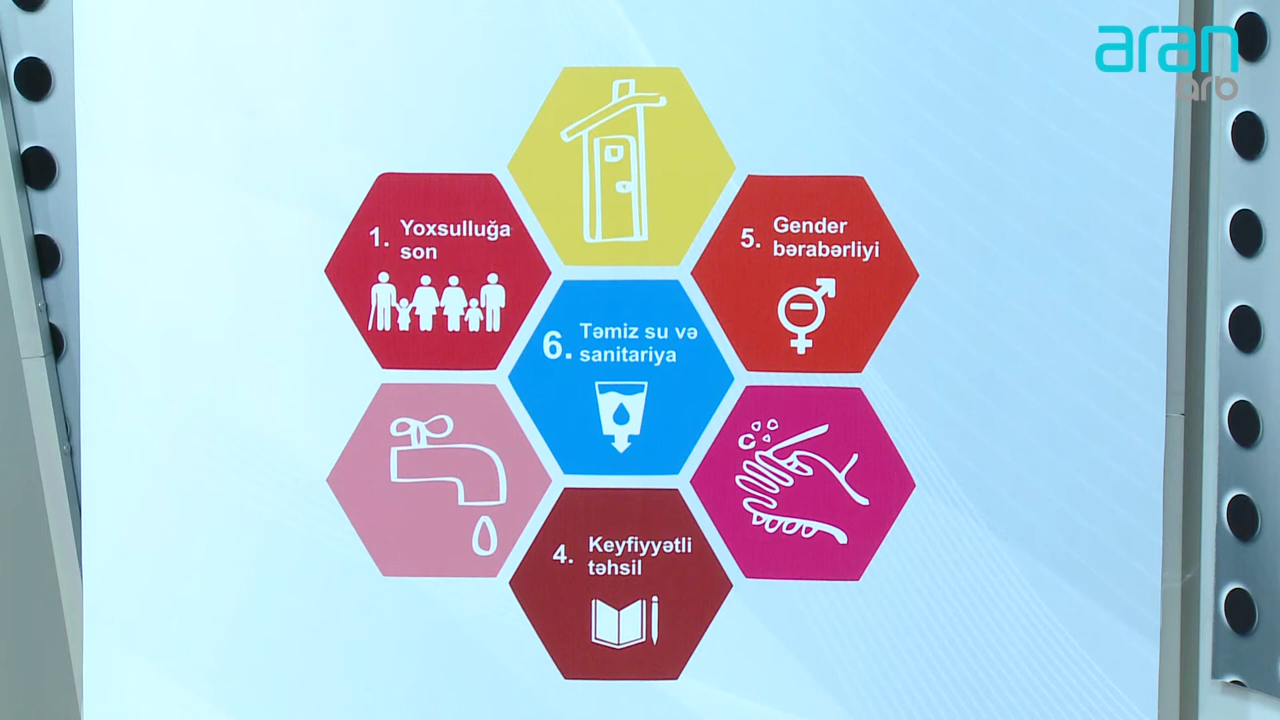 aran
arb
1. Yoxsulluğa
son
5. Gender
bərabərliyi
6. Təmiz su və
sanitariya
4. Keyfiyyətli
təhsil